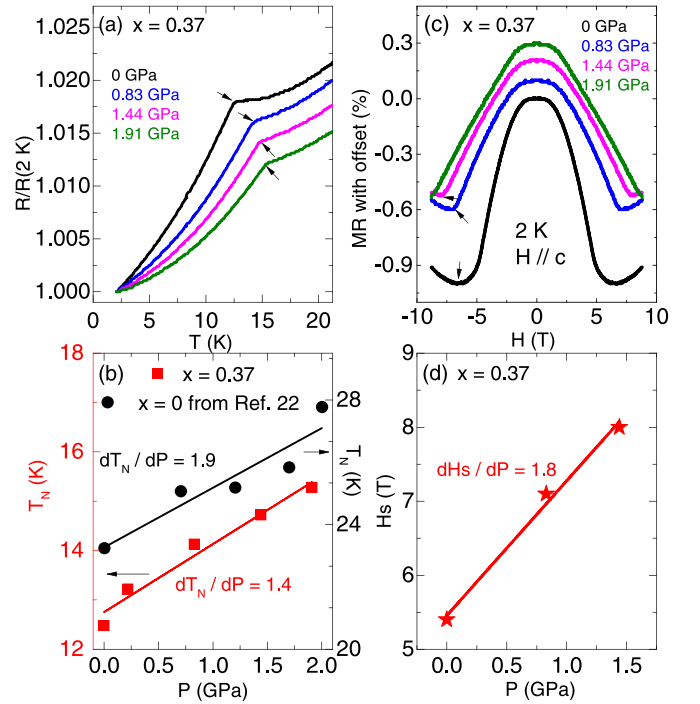 (a) x = 0.37
0 GPa
0.83 GPa
1.44 GPa
1.91 GPa
R/R(2 K)
1.025
1.020
1.015
1.010
1.005
1.000
0 5 10 15 20
T (K)
(c) x = 0.37
0 GPa
0.83 GPa
1.44 GPa
1.91 GPa
MR with offset (%)
0.3
0.0
-0.3
-0.6
-0.9
2 K
H // c
-10 -5 0 5 10
H (T)
(b) x = 0.37
x = 0 from Ref. 22
dT_N / dP = 1.9
dT_N / dP = 1.4
T_N (K)
18
16
14
12
T_N (K)
28
24
20
0.0 0.5 1.0 1.5 2.0
P (GPa)
(d) x = 0.37
dHs / dP = 1.8
Hs (T)
9
8
7
6
5
0.0 0.5 1.0 1.5
P (GPa)